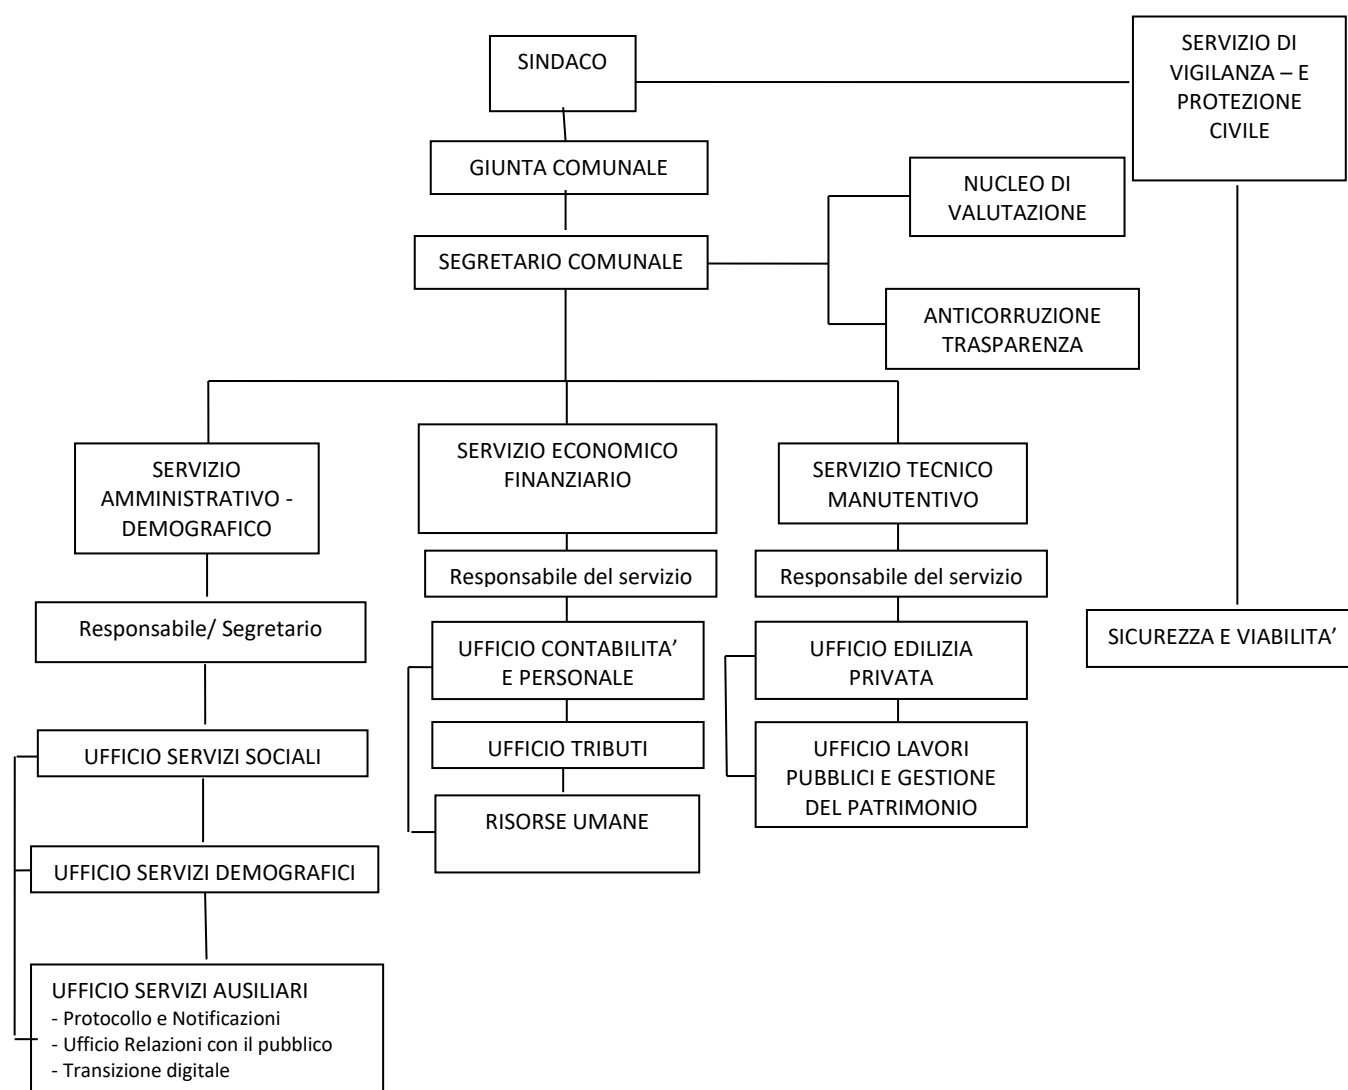 SINDACO
SERVIZIO DI
VIGILANZA – E
PROTEZIONE
CIVILE
GIUNTA COMUNALE
NUCLEO DI
VALUTAZIONE
SEGRETARIO COMUNALE
ANTICORRUZIONE
TRASPARENZA
SERVIZIO
AMMINISTRATIVO -
DEMOGRAFICO
SERVIZIO ECONOMICO
FINANZIARIO
SERVIZIO TECNICO
MANUTENTIVO
Responsabile/ Segretario
Responsabile del servizio
Responsabile del servizio
SICUREZZA E VIABILITA’
UFFICIO CONTABILITA’
E PERSONALE
UFFICIO EDILIZIA
PRIVATA
UFFICIO SERVIZI SOCIALI
UFFICIO TRIBUTI
UFFICIO LAVORI
PUBBLICI E GESTIONE
DEL PATRIMONIO
RISORSE UMANE
UFFICIO SERVIZI DEMOGRAFICI
UFFICIO SERVIZI AUSILIARI
- Protocollo e Notificazioni
- Ufficio Relazioni con il pubblico
- Transizione digitale